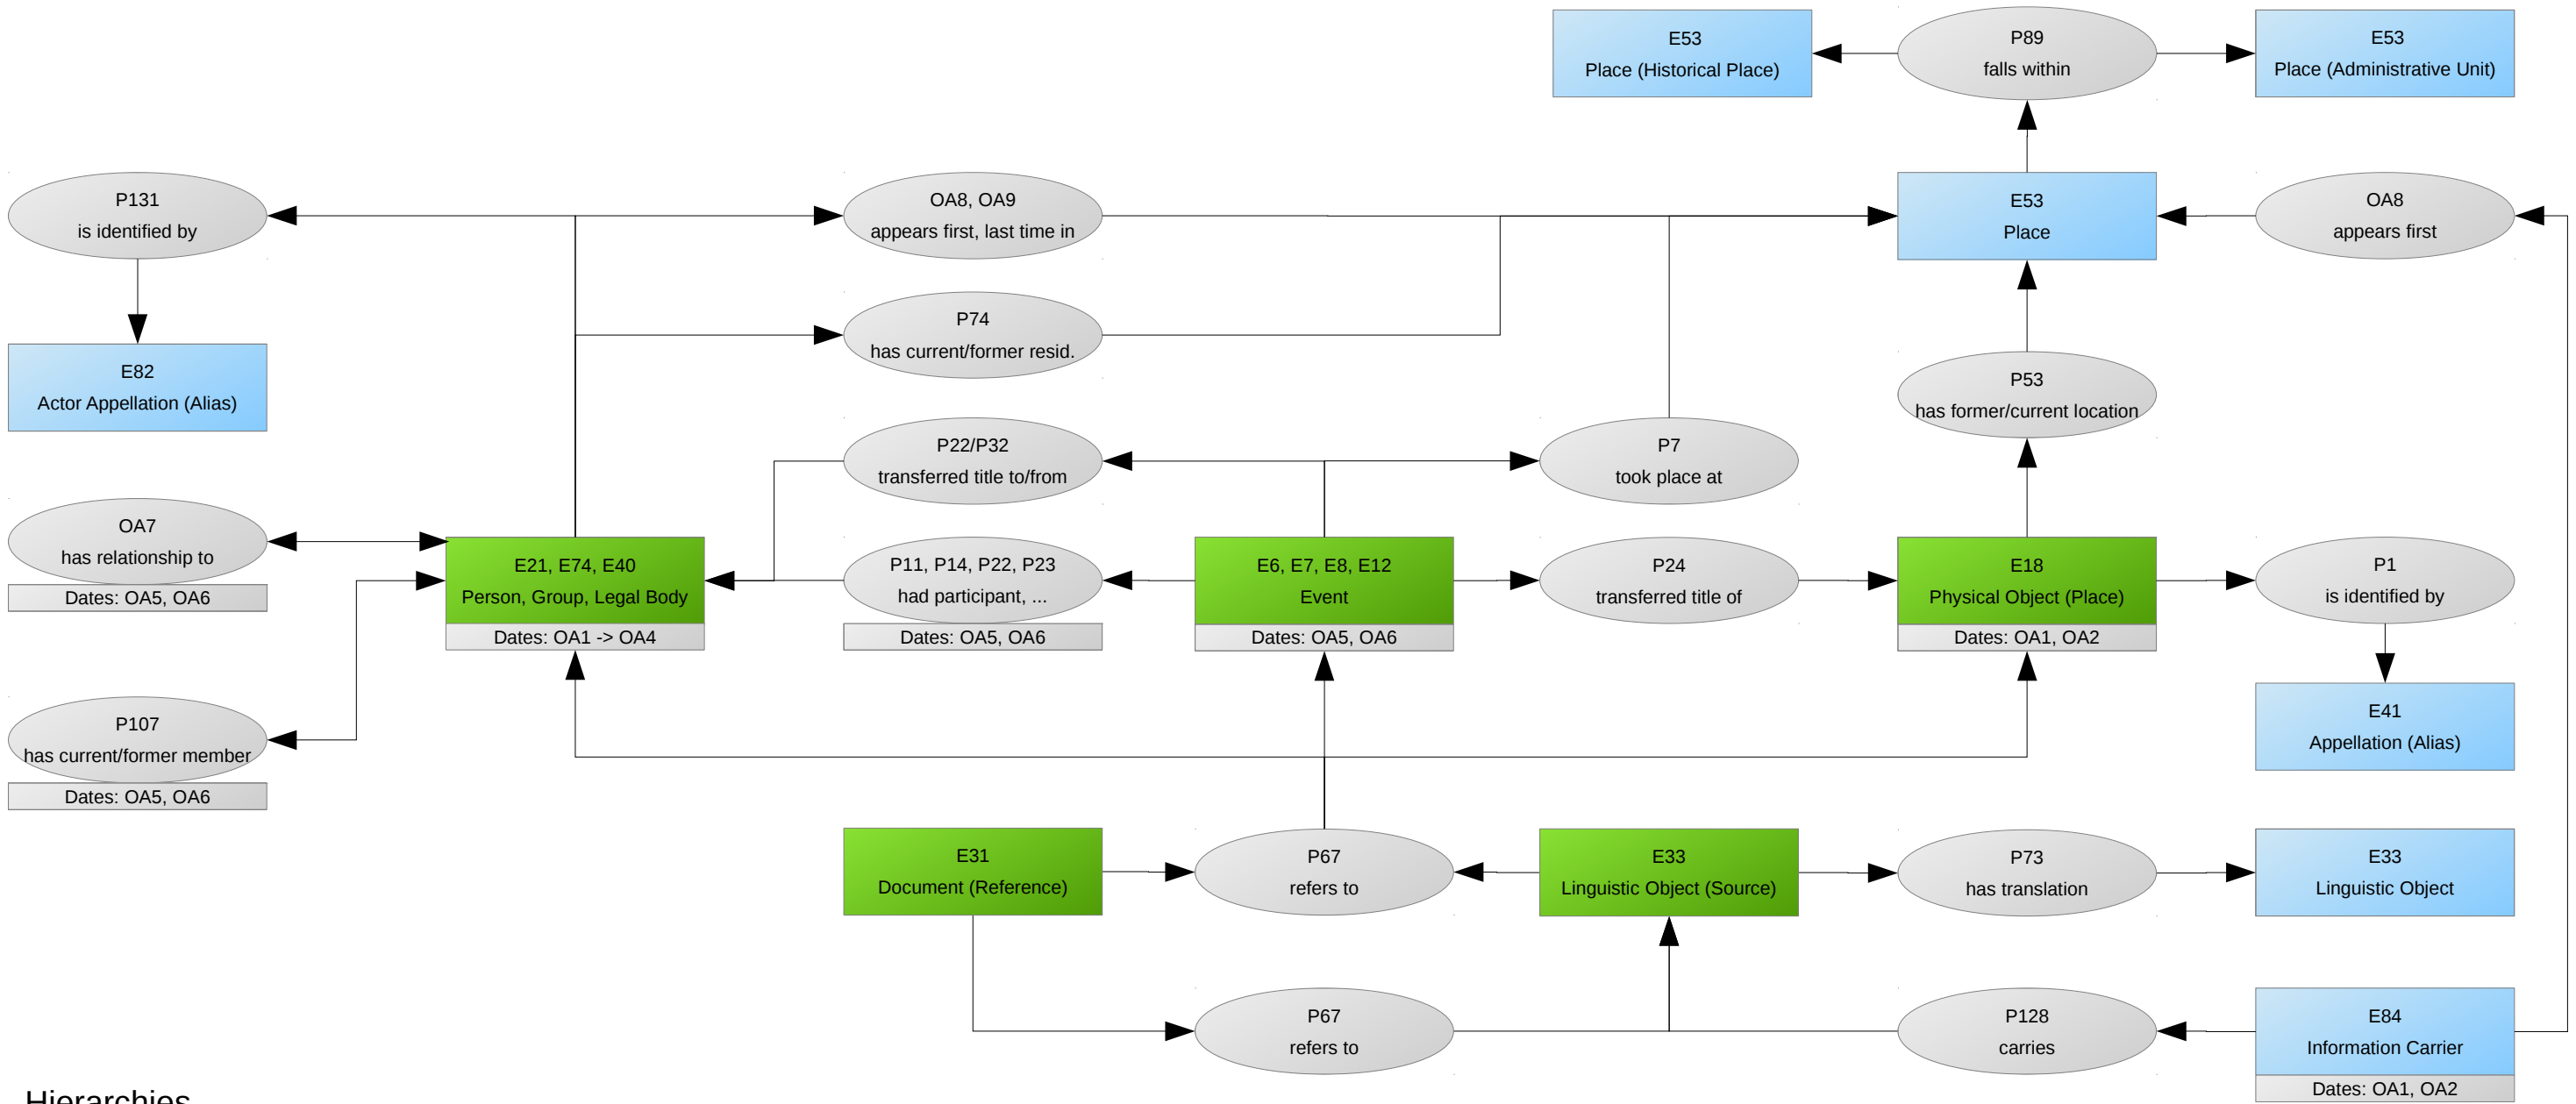 E53
Place (Historical Place)
P89
falls within
E53
Place (Administrative Unit)
P131
is identified by
OA8, OA9
appears first, last time in
E53
Place
OA8
appears first
P74
has current/former resid.
E82
Actor Appellation (Alias)
P53
has former/current location
P22/P32
transferred title to/from
P7
took place at
OA7
has relationship to
Dates: OA5, OA6
E21, E74, E40
Person, Group, Legal Body
Dates: OA1 -> OA4
P11, P14, P22, P23
had participant, ...
Dates: OA5, OA6
E6, E7, E8, E12
Event
Dates: OA5, OA6
P24
transferred title of
E18
Physical Object (Place)
Dates: OA1, OA2
P1
is identified by
P107
has current/former member
Dates: OA5, OA6
E41
Appellation (Alias)
E31
Document (Reference)
P67
refers to
E33
Linguistic Object (Source)
P73
has translation
E33
Linguistic Object
P67
refers to
P128
carries
E84
Information Carrier
Dates: OA1, OA2
Hierarchies